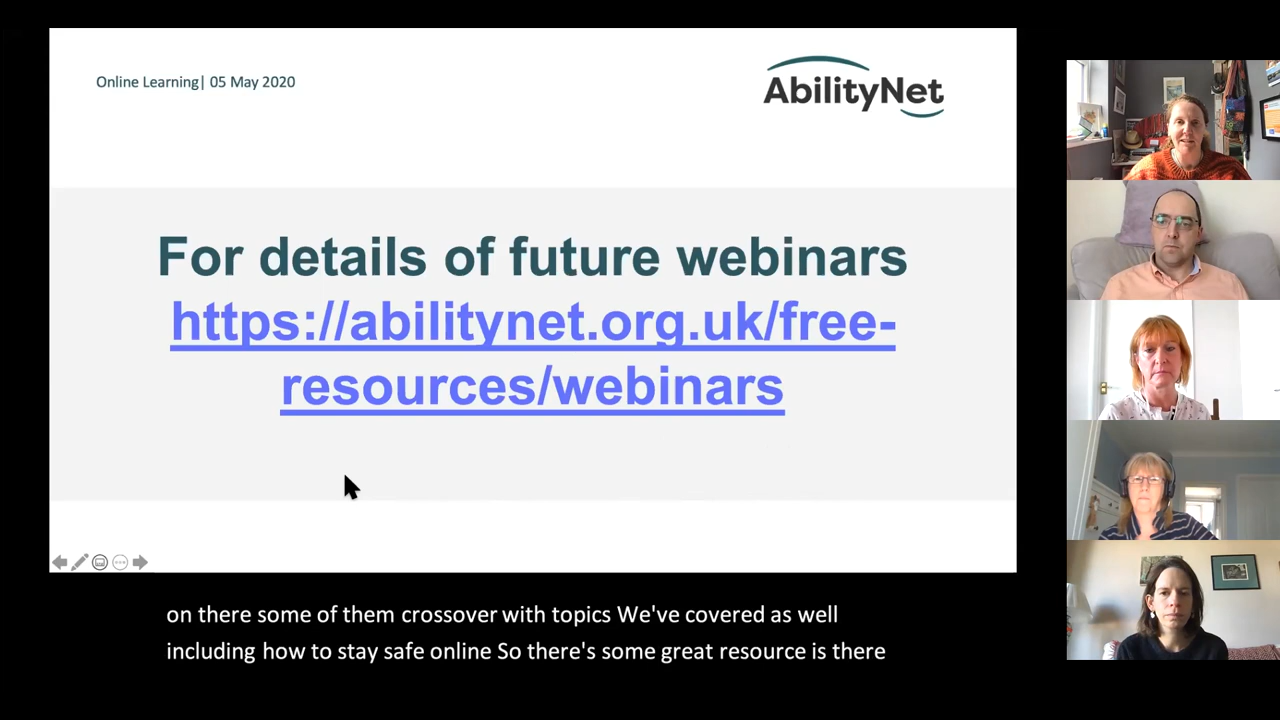 Online Learning| 05 May 2020
AbilityNet
For details of future webinars
https://abilitynet.org.uk/free-
resources/webinars
on there some of them crossover with topics We've covered as well
including how to stay safe online So there's some great resource is there